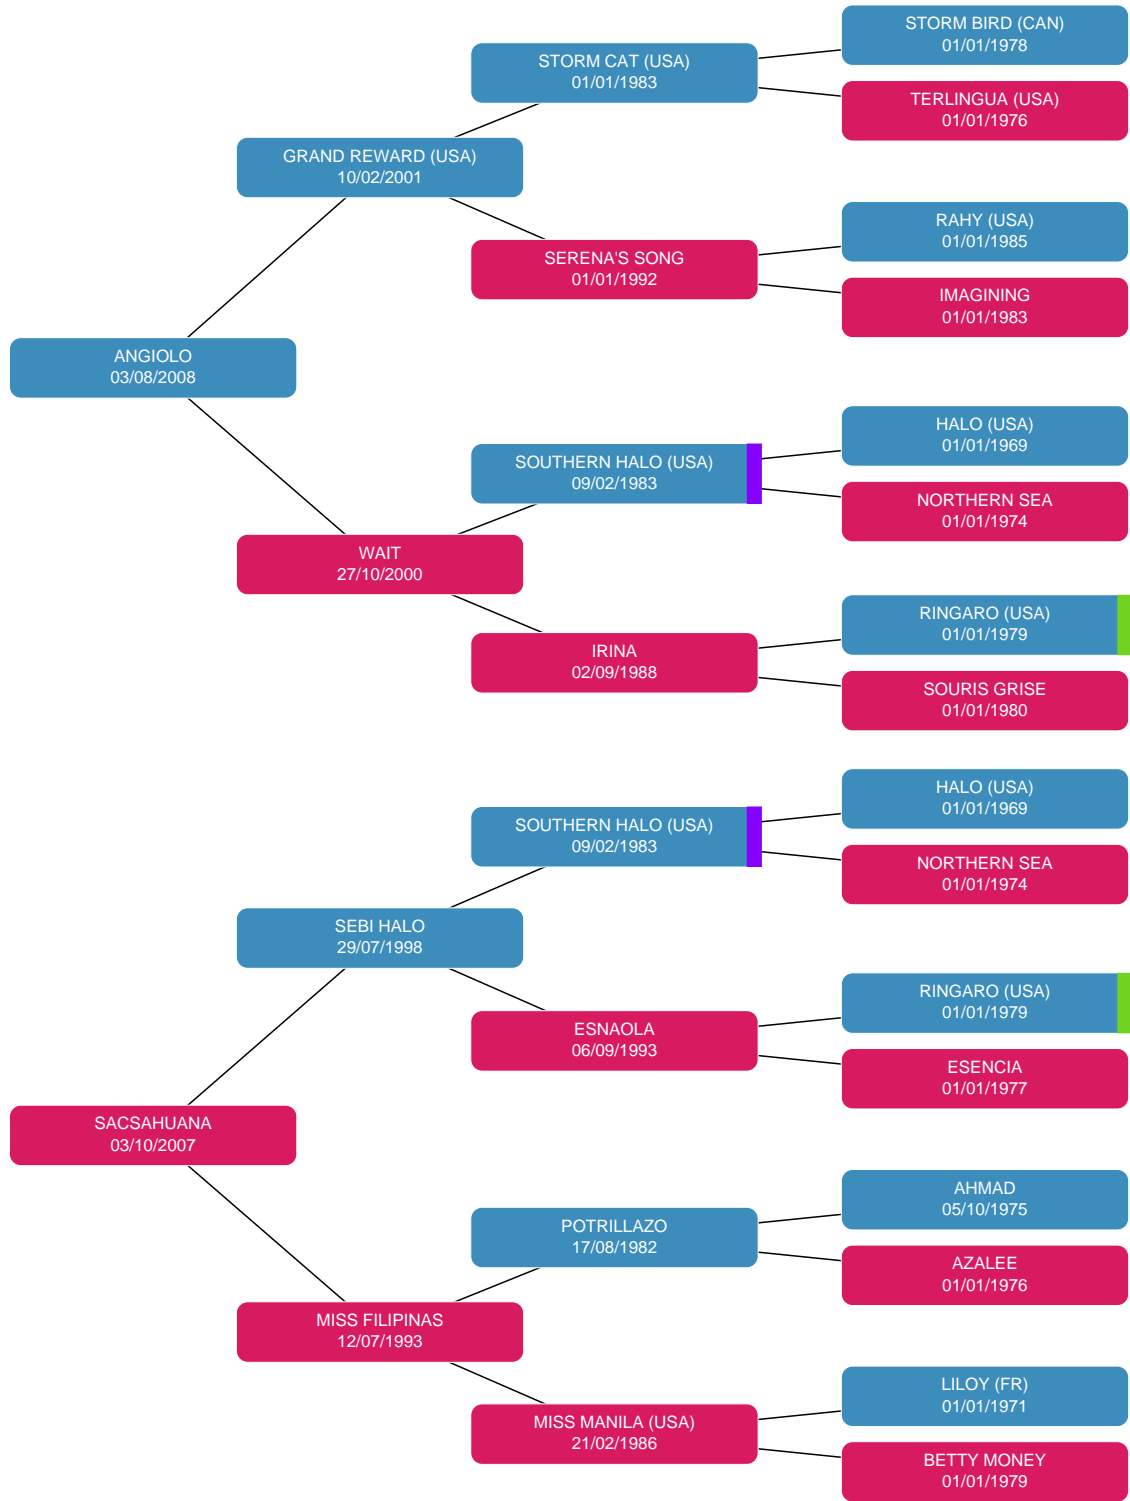 STORM BIRD (CAN)
01/01/1978
STORM CAT (USA)
01/01/1983
TERLINGUA (USA)
01/01/1976
GRAND REWARD (USA)
10/02/2001
RAHY (USA)
01/01/1985
SERENA'S SONG
01/01/1992
IMAGINING
01/01/1983
ANGIOLO
03/08/2008
HALO (USA)
01/01/1969
SOUTHERN HALO (USA)
09/02/1983
NORTHERN SEA
01/01/1974
WAIT
27/10/2000
RINGARO (USA)
01/01/1979
IRINA
02/09/1988
SOURIS GRISE
01/01/1980
HALO (USA)
01/01/1969
SOUTHERN HALO (USA)
09/02/1983
NORTHERN SEA
01/01/1974
SEBI HALO
29/07/1998
RINGARO (USA)
01/01/1979
ESNAOLA
06/09/1993
ESENCIA
01/01/1977
SACSAHUANA
03/10/2007
AHMAD
05/10/1975
POTRILLAZO
17/08/1982
AZALEE
01/01/1976
MISS FILIPINAS
12/07/1993
LILOY (FR)
01/01/1971
MISS MANILA (USA)
21/02/1986
BETTY MONEY
01/01/1979